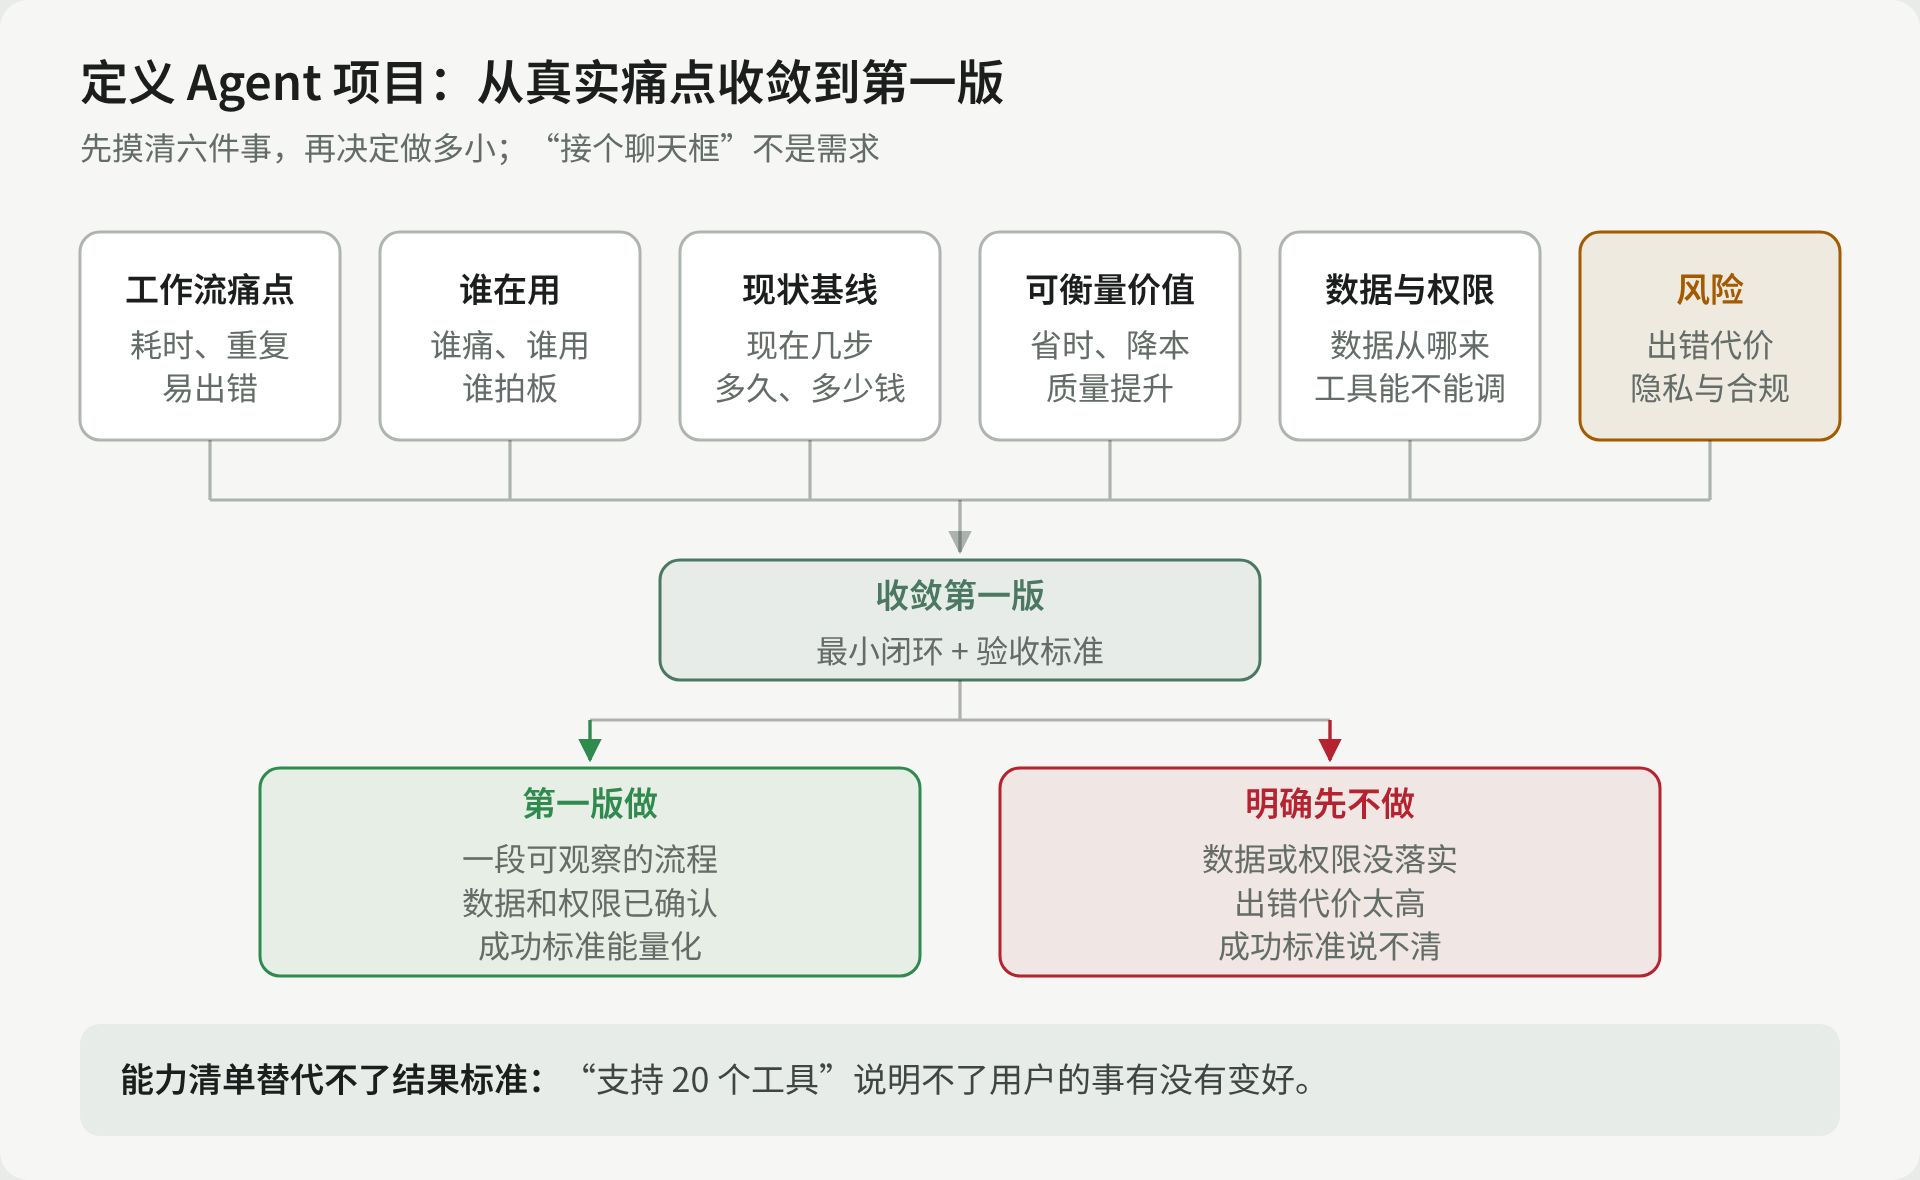 定义 Agent 项目：从真实痛点收敛到第一版
先摸清六件事，再决定做多小；“接个聊天框”不是需求
工作流痛点
耗时、重复
易出错
谁在用
谁痛、谁用
谁拍板
现状基线
现在几步
多久、多少钱
可衡量价值
省时、降本
质量提升
数据与权限
数据从哪来
工具能不能调
风险
出错代价
隐私与合规
收敛第一版
最小闭环 + 验收标准
第一版做
一段可观察的流程
数据和权限已确认
成功标准能量化
明确先不做
数据或权限没落实
出错代价太高
成功标准说不清
能力清单替代不了结果标准：“支持 20 个工具”说明不了用户的事有没有变好。